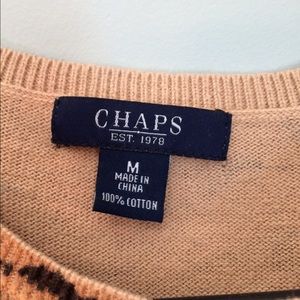 CHAPS
EST. 1978
M
MADE IN
CHINA
100% COTTON